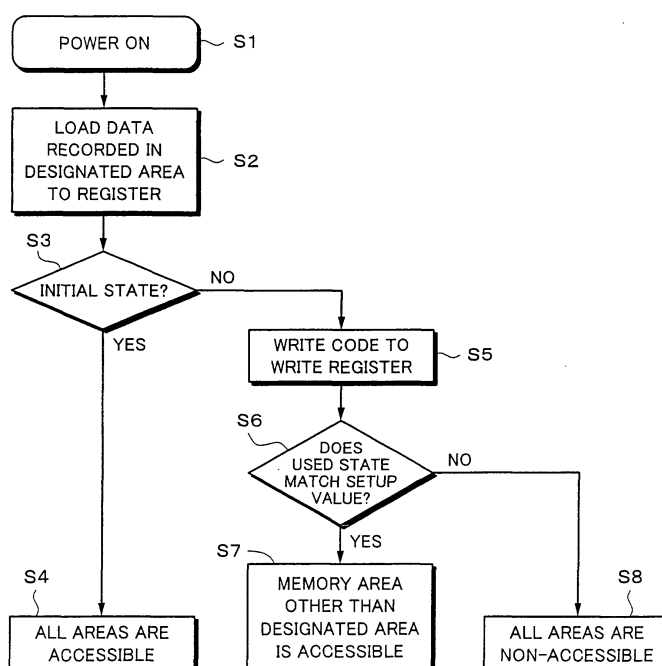 POWER ON
S1
LOAD DATA
RECORDED IN
DESIGNATED AREA
TO REGISTER
S2
S3
INITIAL STATE?
NO
YES
WRITE CODE TO
WRITE REGISTER
S5
S6
DOES
USED STATE
MATCH SETUP
VALUE?
NO
YES
S4
ALL AREAS ARE
ACCESSIBLE
S7
MEMORY AREA
OTHER THAN
DESIGNATED AREA
IS ACCESSIBLE
S8
ALL AREAS ARE
NON-ACCESSIBLE